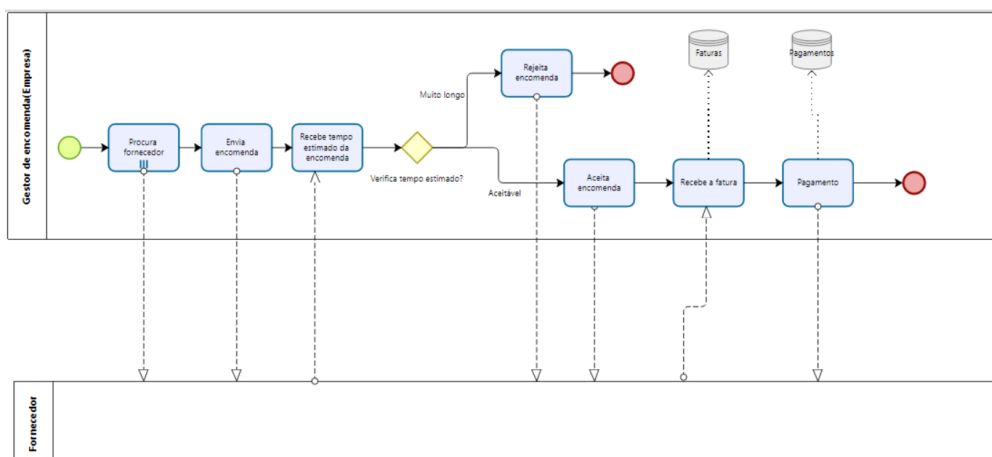 Gestor de encomenda(Empresa)
Procura
fornecedor
Envia
encomenda
Recebe tempo
estimado da
encomenda
Verifica tempo estimado?
Muito longo
Rejeita
encomenda
Aceitável
Aceita
encomenda
Recebe a fatura
Faturas
Pagamento
Pagamentos
Fornecedor